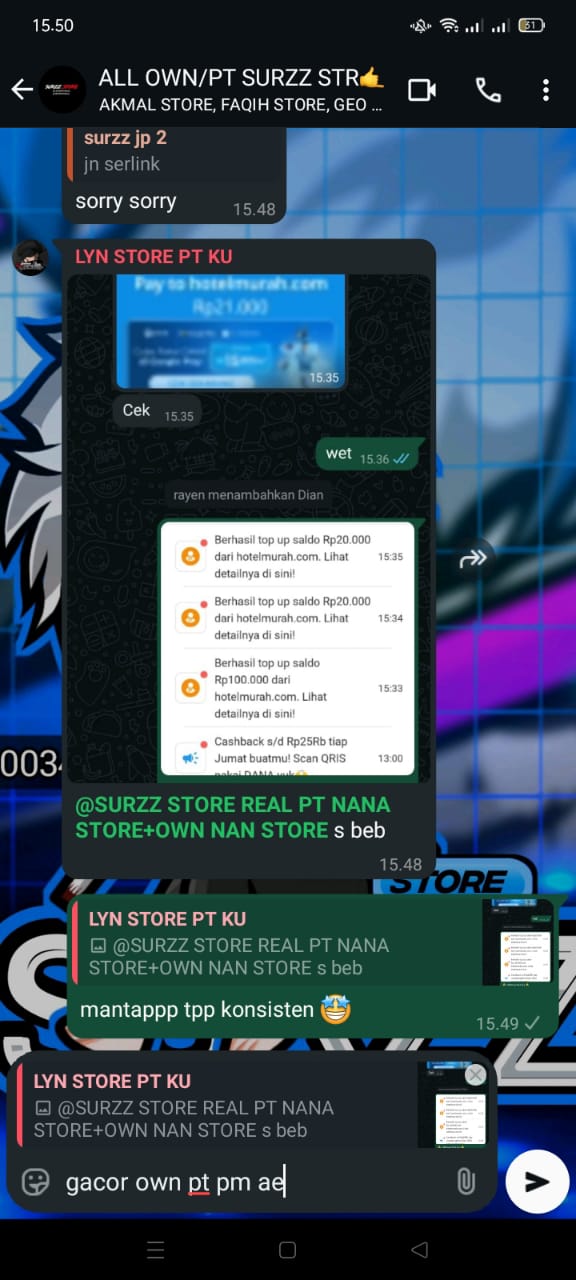 15.50
31
ALL OWN/PT SURZZ STR🤙
AKMAL STORE, FAQIH STORE, GEO ...
surzz jp 2
jn serlink
sorry sorry
15.48
LYN STORE PT KU
Pay to hotelmurah.com
Rp21.000
15.35
Cek 15.35
wet 15.36
rayen menambahkan Dian
Berhasil top up saldo Rp20.000
dari hotelmurah.com. Lihat
detailnya di sini!
15:35
Berhasil top up saldo Rp20.000
dari hotelmurah.com. Lihat
detailnya di sini!
15:34
Berhasil top up saldo
Rp100.000 dari
hotelmurah.com. Lihat
detailnya di sini!
15:33
Cashback s/d Rp25Rb tiap
Jumat buatmu! Scan QRIS
pakai DANA yuk
13:00
003
@SURZZ STORE REAL PT NANA
STORE+OWN NAN STORE s beb
15.48
STORE
LYN STORE PT KU
@SURZZ STORE REAL PT NANA
STORE+OWN NAN STORE s beb
mantappp tpp konsisten 🤩
15.49
LYN STORE PT KU
@SURZZ STORE REAL PT NANA
STORE+OWN NAN STORE s beb
gacor own pt pm ae